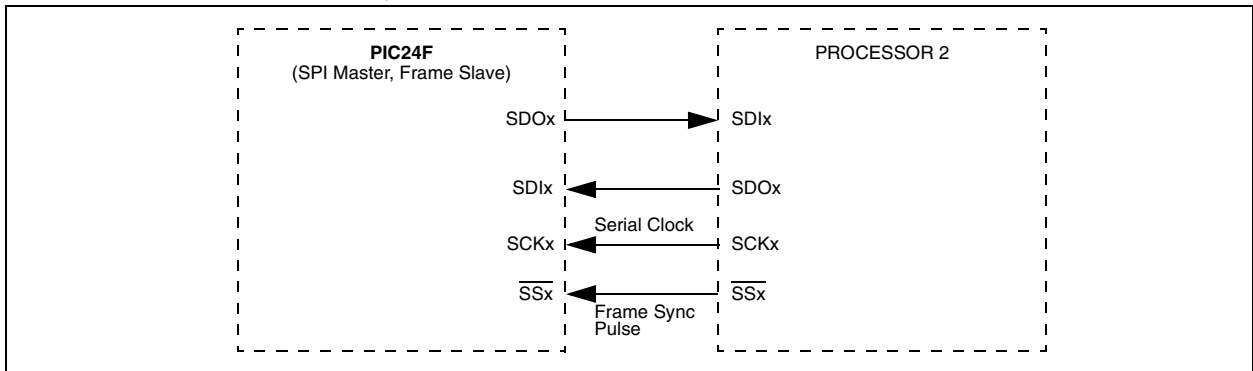 PIC24F
(SPI Master, Frame Slave)
PROCESSOR 2
SDOx
SDIx
SDIx
SDOx
Serial Clock
SCKx
SCKx
SSx
SSx
Frame Sync
Pulse